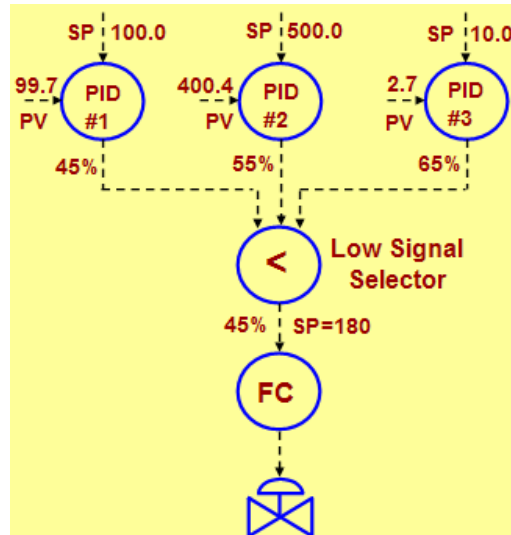 SP 100.0 SP 500.0 SP 10.0
99.7 PID #1 400.4 PID #2 2.7 PID #3
PV PV PV
45% 55% 65%
< Low Signal
Selector
45% SP=180
FC